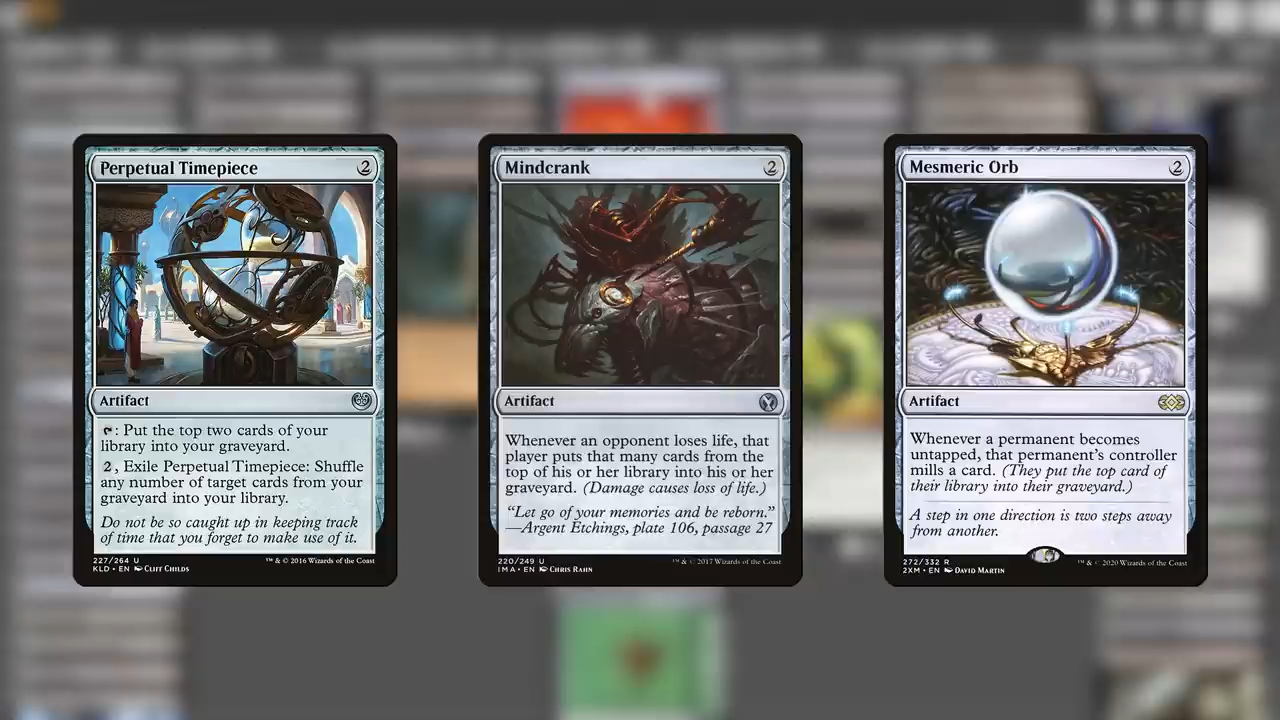 Perpetual Timepiece 2
Artifact
: Put the top two cards of your
library into your graveyard.
2, Exile Perpetual Timepiece: Shuffle
any number of target cards from your
graveyard into your library.
Do not be so caught up in keeping track
of time that you forget to make use of it.
227/264 U
KLD • EN Cliff Childs
™ & © 2016 Wizards of the Coast
Mindcrank 2
Artifact
Whenever an opponent loses life, that
player puts that many cards from the
top of his or her library into his or her
graveyard. (Damage causes loss of life.)
“Let go of your memories and be reborn.”
—Argent Etchings, plate 106, passage 27
220/249 U
IMA • EN Chris Rahn
™ & © 2017 Wizards of the Coast
Mesmeric Orb 2
Artifact
Whenever a permanent becomes
untapped, that permanent's controller
mills a card. (They put the top card of
their library into their graveyard.)
A step in one direction is two steps away
from another.
272/332 R
2XM • EN David Martin
™ & © 2020 Wizards of the Coast